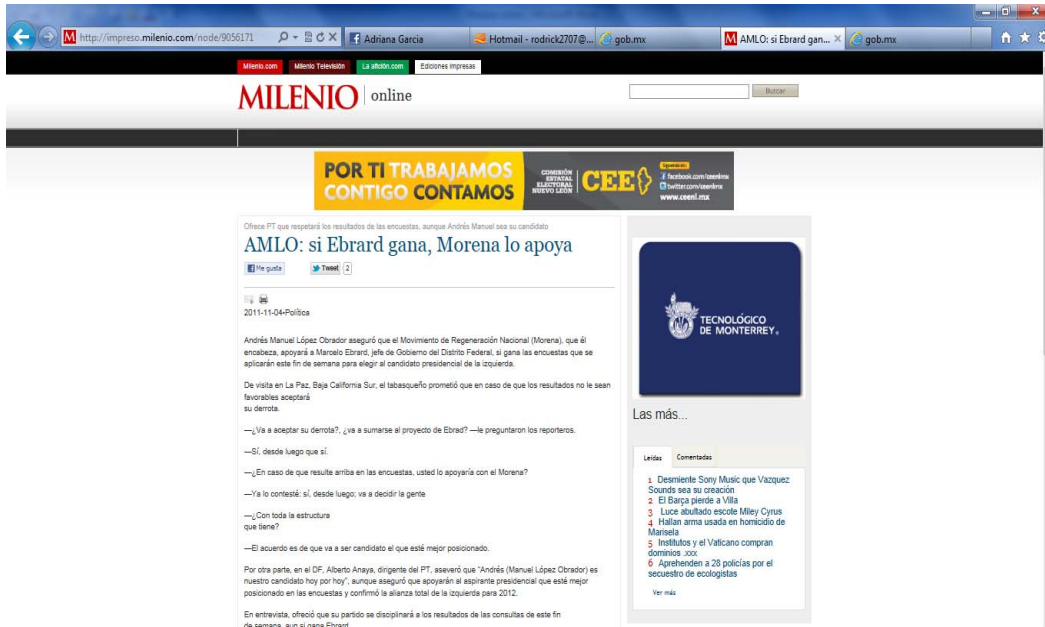 http://impreso.milenio.com/node/9056171
Adriana Garcia
Hotmail - rodrick2707@...
gob.mx
AMLO: si Ebrard gan...
gob.mx
Milenio.com
Milenio Televisión
La afición.com
Ediciones impresas
MILENIO online
Buscar
POR TI TRABAJAMOS
CONTIGO CONTAMOS
COMISIÓN
ESTATAL
ELECTORAL
NUEVO LEÓN
CEE
facebook.com/ceenlmx
twitter.com/ceenlmx
www.ceenl.mx
Ofrece PT que respetará los resultados de las encuestas, aunque Andrés Manuel sea su candidato
AMLO: si Ebrard gana, Morena lo apoya
Me gusta
Tweet 2
2011-11-04•Política
Andrés Manuel López Obrador aseguró que el Movimiento de Regeneración Nacional (Morena), que él
encabeza, apoyará a Marcelo Ebrard, jefe de Gobierno del Distrito Federal, si gana las encuestas que se
aplicarán este fin de semana para elegir al candidato presidencial de la izquierda.
De visita en La Paz, Baja California Sur, el tabasqueño prometió que en caso de que los resultados no le sean
favorables aceptará
su derrota.
—¿Va a aceptar su derrota?, ¿va a sumarse al proyecto de Ebrad? —le preguntaron los reporteros.
—Sí, desde luego que sí.
—¿En caso de que resulte arriba en las encuestas, usted lo apoyaría con el Morena?
—Ya lo contesté: sí, desde luego; va a decidir la gente
—¿Con toda la estructura
que tiene?
—El acuerdo es de que va a ser candidato el que esté mejor posicionado.
Por otra parte, en el DF, Alberto Anaya, dirigente del PT, aseveró que "Andrés (Manuel López Obrador) es
nuestro candidato hoy por hoy", aunque aseguró que apoyarán al aspirante presidencial que esté mejor
posicionado en las encuestas y confirmó la alianza total de la izquierda para 2012.
En entrevista, ofreció que su partido se disciplinará a los resultados de las consultas de este fin
de semana, aun si gana Ebrard.
TECNOLÓGICO
DE MONTERREY.
Las más...
Leídas
Comentadas
1 Desmiente Sony Music que Vazquez
Sounds sea su creación
2 El Barça pierde a Villa
3 Luce abultado escote Miley Cyrus
4 Hallan arma usada en homicidio de
Marisela
5 Institutos y el Vaticano compran
dominios .xxx
6 Aprehenden a 28 policías por el
secuestro de ecologistas
Ver más